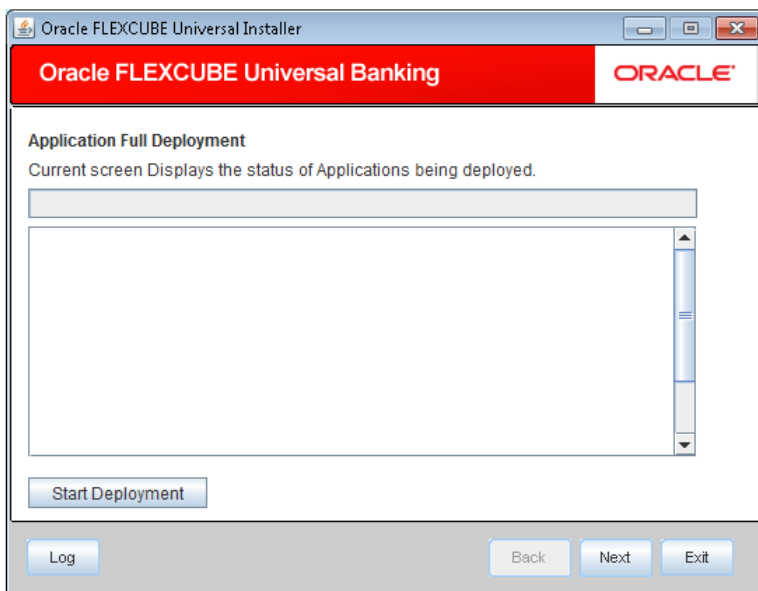 Oracle FLEXCUBE Universal Installer
Oracle FLEXCUBE Universal Banking
ORACLE
Application Full Deployment
Current screen Displays the status of Applications being deployed.
Start Deployment
Log
Back
Next
Exit